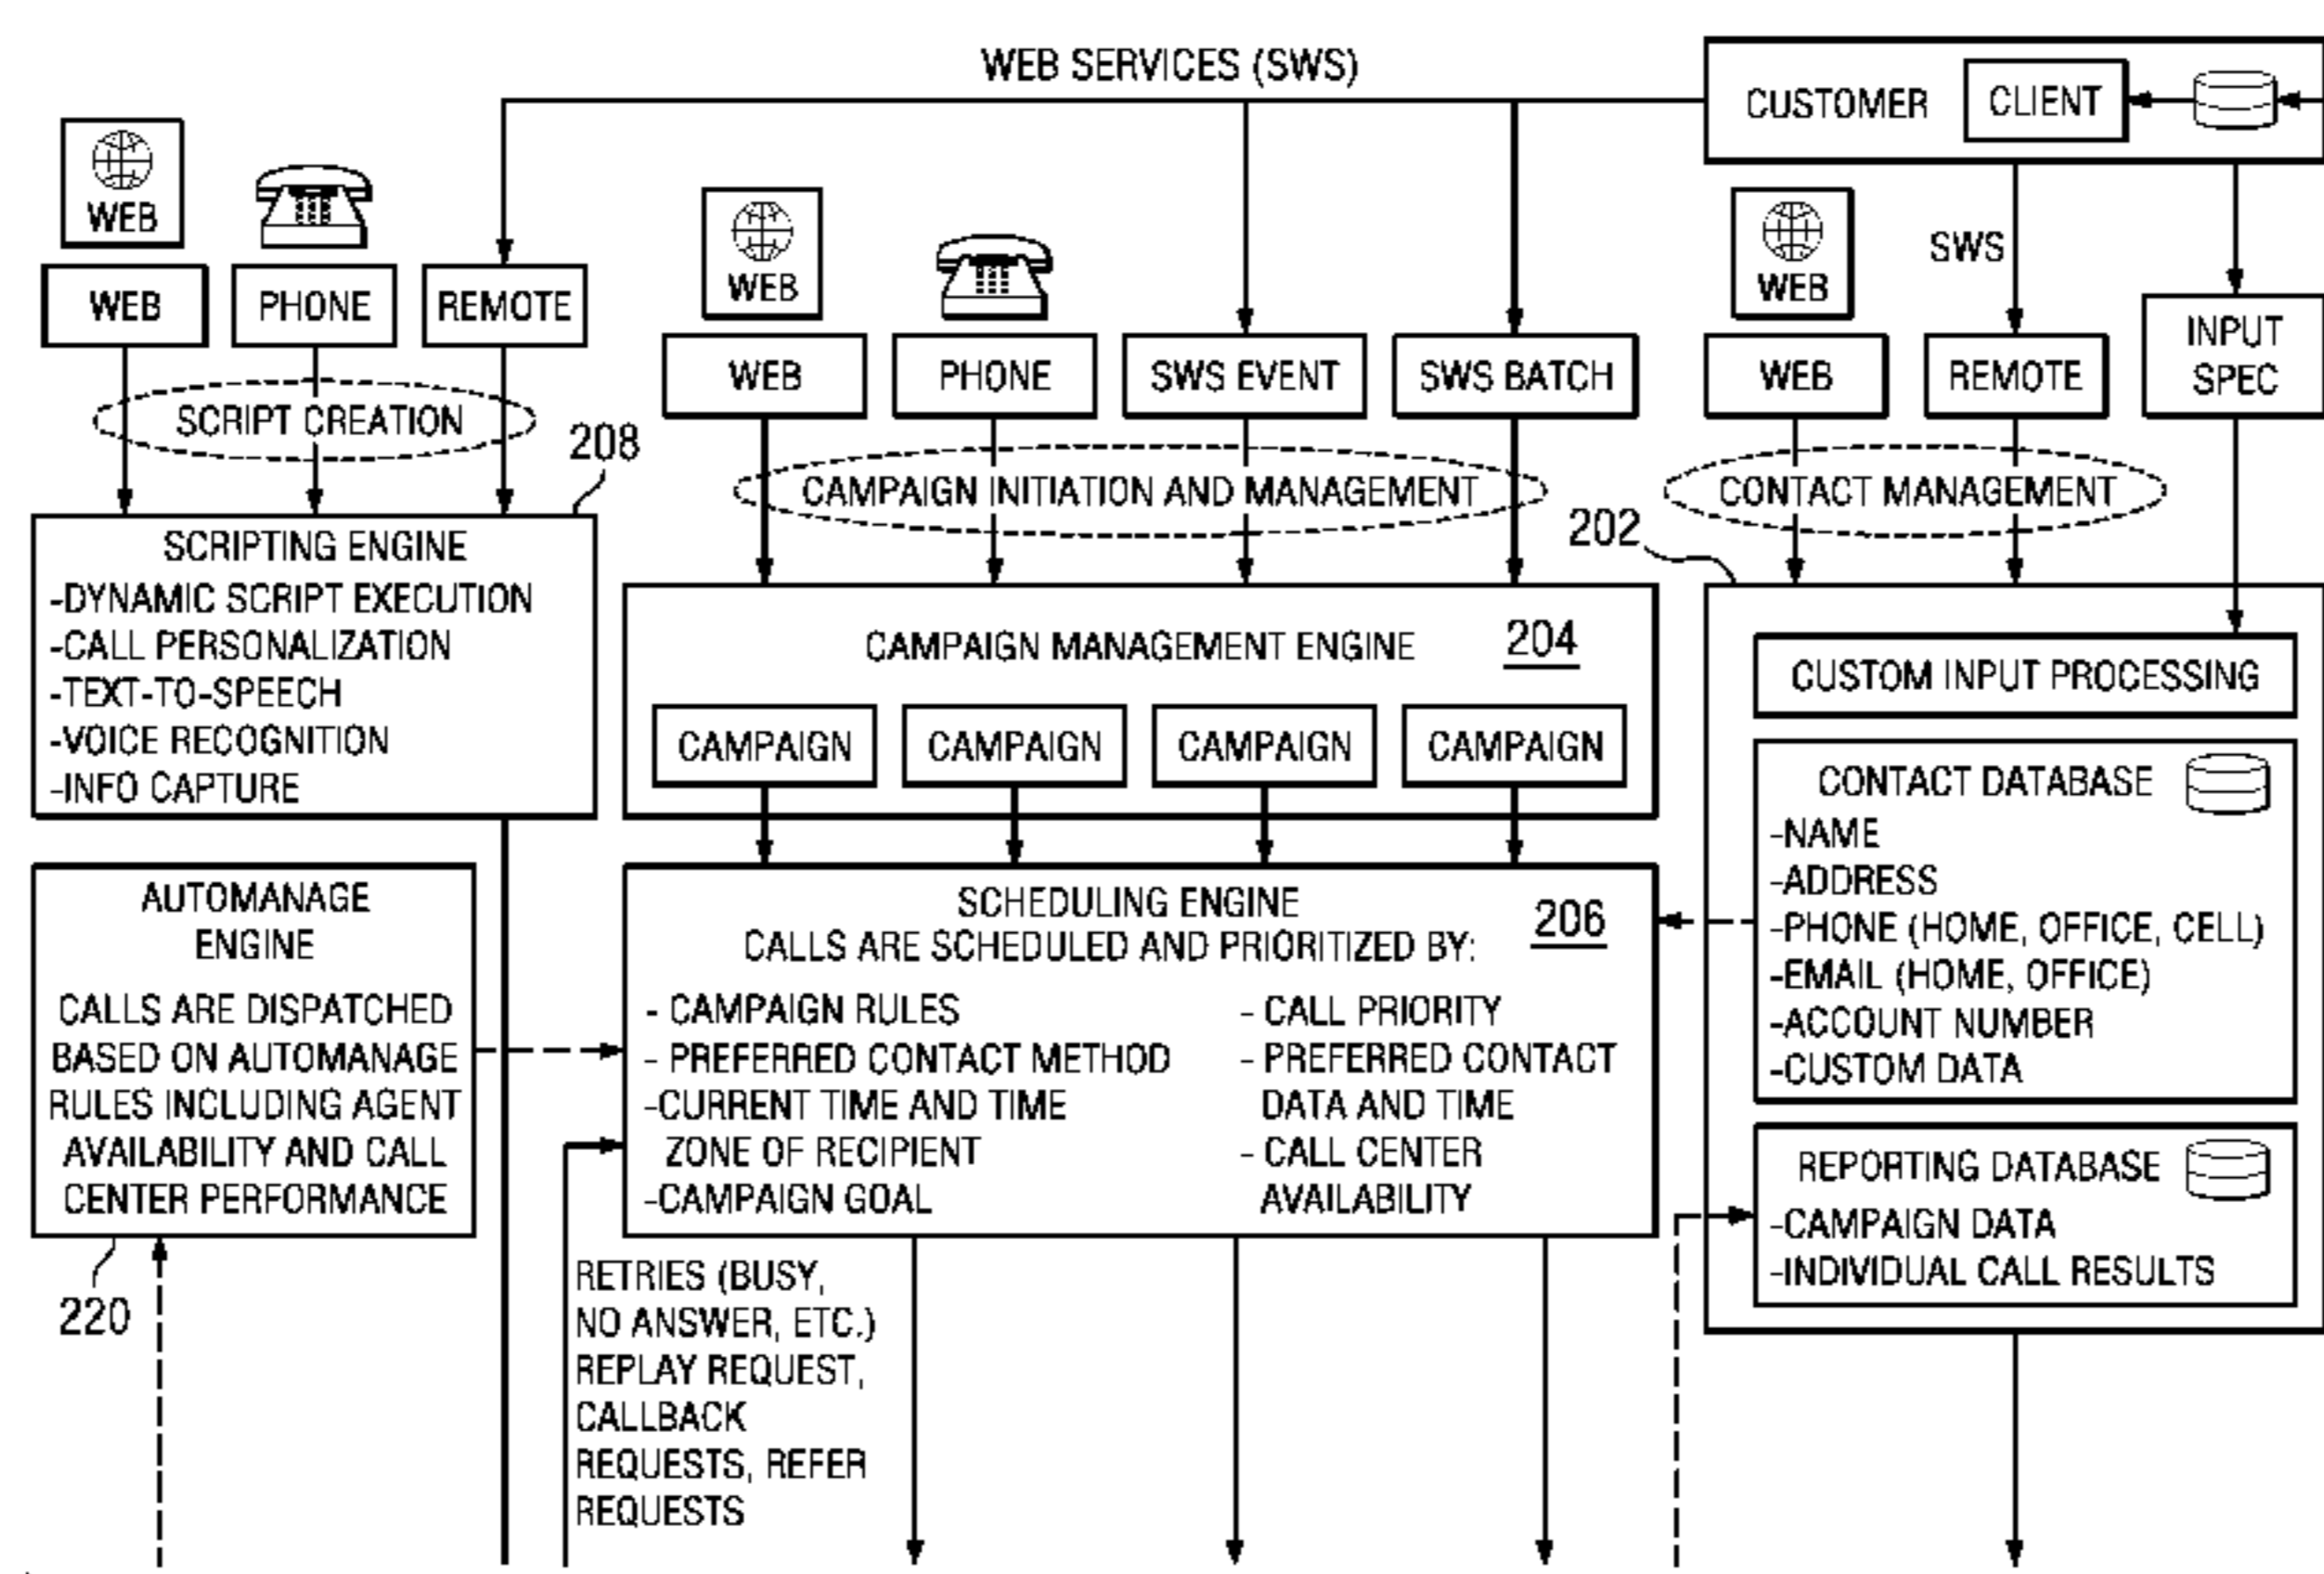 WEB SERVICES (SWS)
CUSTOMER
CLIENT
WEB
WEB
PHONE
REMOTE
SCRIPT CREATION
208
WEB
WEB
PHONE
SWS EVENT
SWS BATCH
CAMPAIGN INITIATION AND MANAGEMENT
WEB
SWS
WEB
REMOTE
INPUT
SPEC
CONTACT MANAGEMENT
202
SCRIPTING ENGINE
-DYNAMIC SCRIPT EXECUTION
-CALL PERSONALIZATION
-TEXT-TO-SPEECH
-VOICE RECOGNITION
-INFO CAPTURE
CAMPAIGN MANAGEMENT ENGINE
204
CAMPAIGN
CAMPAIGN
CAMPAIGN
CAMPAIGN
CUSTOM INPUT PROCESSING
CONTACT DATABASE
-NAME
-ADDRESS
-PHONE (HOME, OFFICE, CELL)
-EMAIL (HOME, OFFICE)
-ACCOUNT NUMBER
-CUSTOM DATA
REPORTING DATABASE
-CAMPAIGN DATA
-INDIVIDUAL CALL RESULTS
AUTOMANAGE
ENGINE
CALLS ARE DISPATCHED
BASED ON AUTOMANAGE
RULES INCLUDING AGENT
AVAILABILITY AND CALL
CENTER PERFORMANCE
220
SCHEDULING ENGINE
206
CALLS ARE SCHEDULED AND PRIORITIZED BY:
- CAMPAIGN RULES
- PREFERRED CONTACT METHOD
-CURRENT TIME AND TIME
ZONE OF RECIPIENT
-CAMPAIGN GOAL
- CALL PRIORITY
- PREFERRED CONTACT
DATA AND TIME
- CALL CENTER
AVAILABILITY
RETRIES (BUSY,
NO ANSWER, ETC.)
REPLAY REQUEST,
CALLBACK
REQUESTS, REFER
REQUESTS